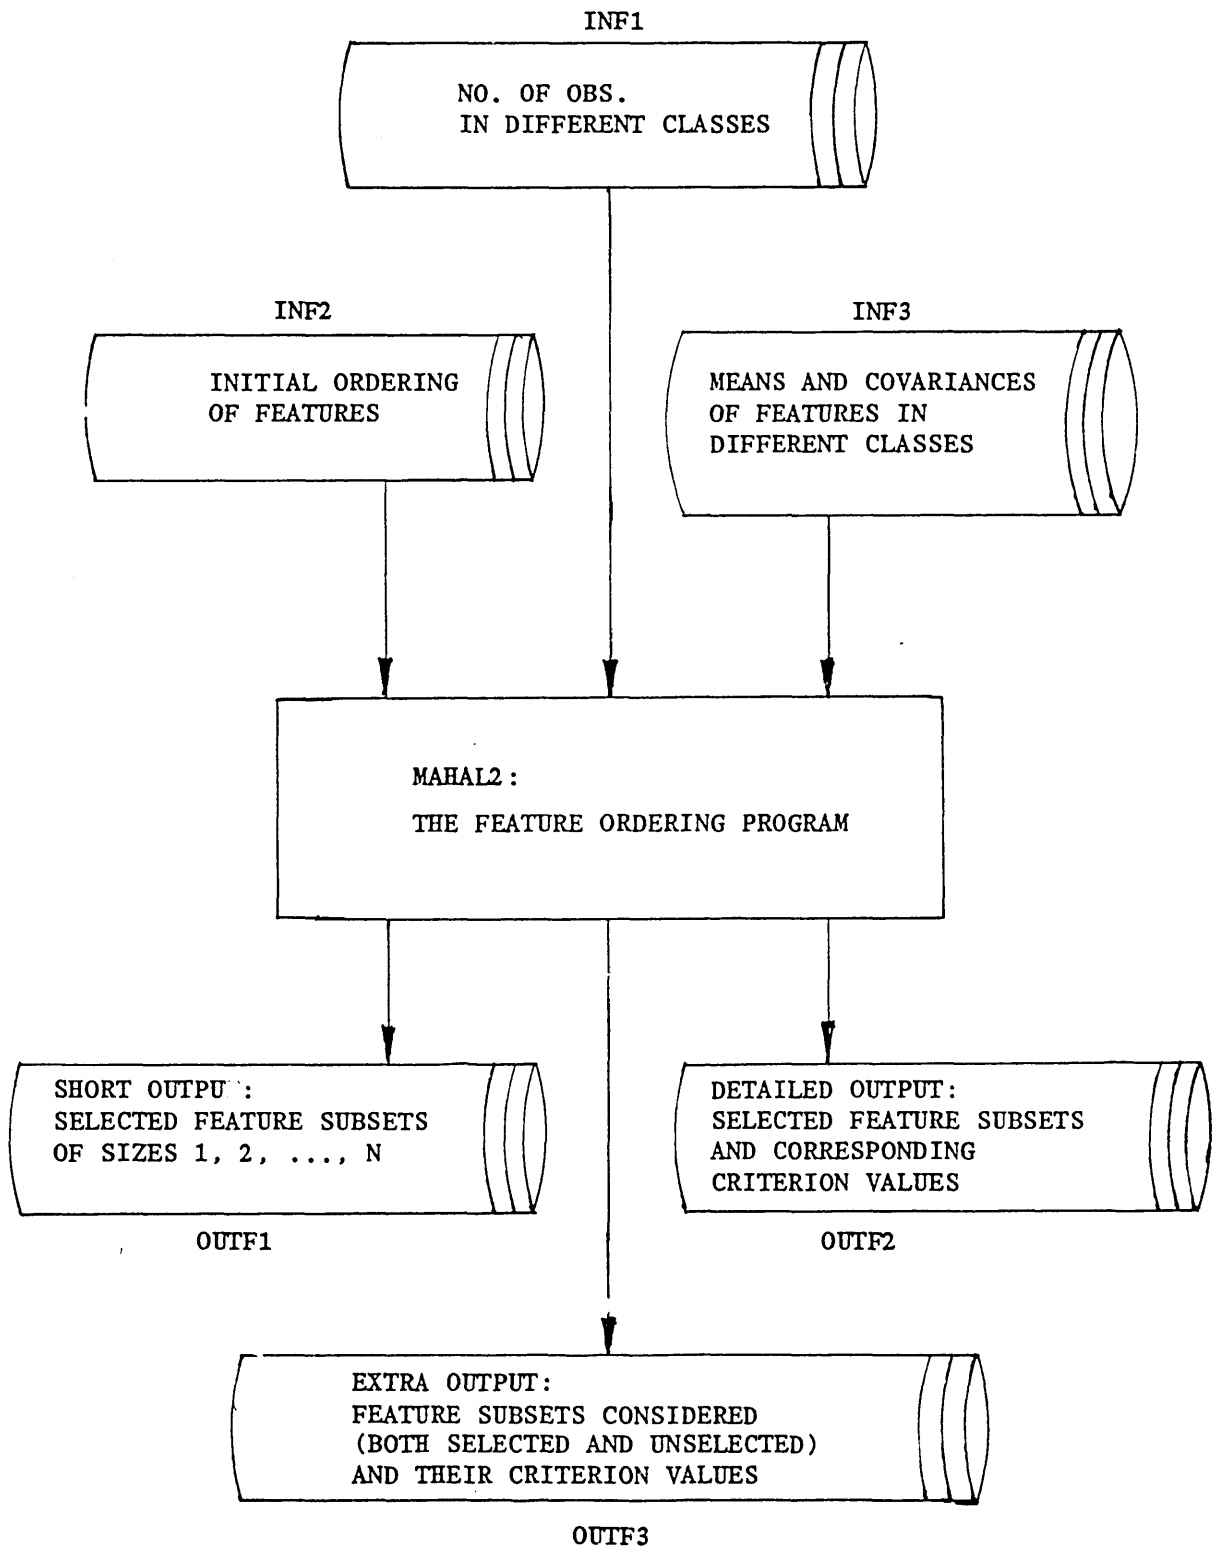 INF1
NO. OF OBS.
IN DIFFERENT CLASSES
INF2
INITIAL ORDERING
OF FEATURES
INF3
MEANS AND COVARIANCES
OF FEATURES IN
DIFFERENT CLASSES
MAHAL2:
THE FEATURE ORDERING PROGRAM
SHORT OUTPU :
SELECTED FEATURE SUBSETS
OF SIZES 1, 2, ..., N
OUTF1
DETAILED OUTPUT:
SELECTED FEATURE SUBSETS
AND CORRESPONDING
CRITERION VALUES
OUTF2
EXTRA OUTPUT:
FEATURE SUBSETS CONSIDERED
(BOTH SELECTED AND UNSELECTED)
AND THEIR CRITERION VALUES
OUTF3